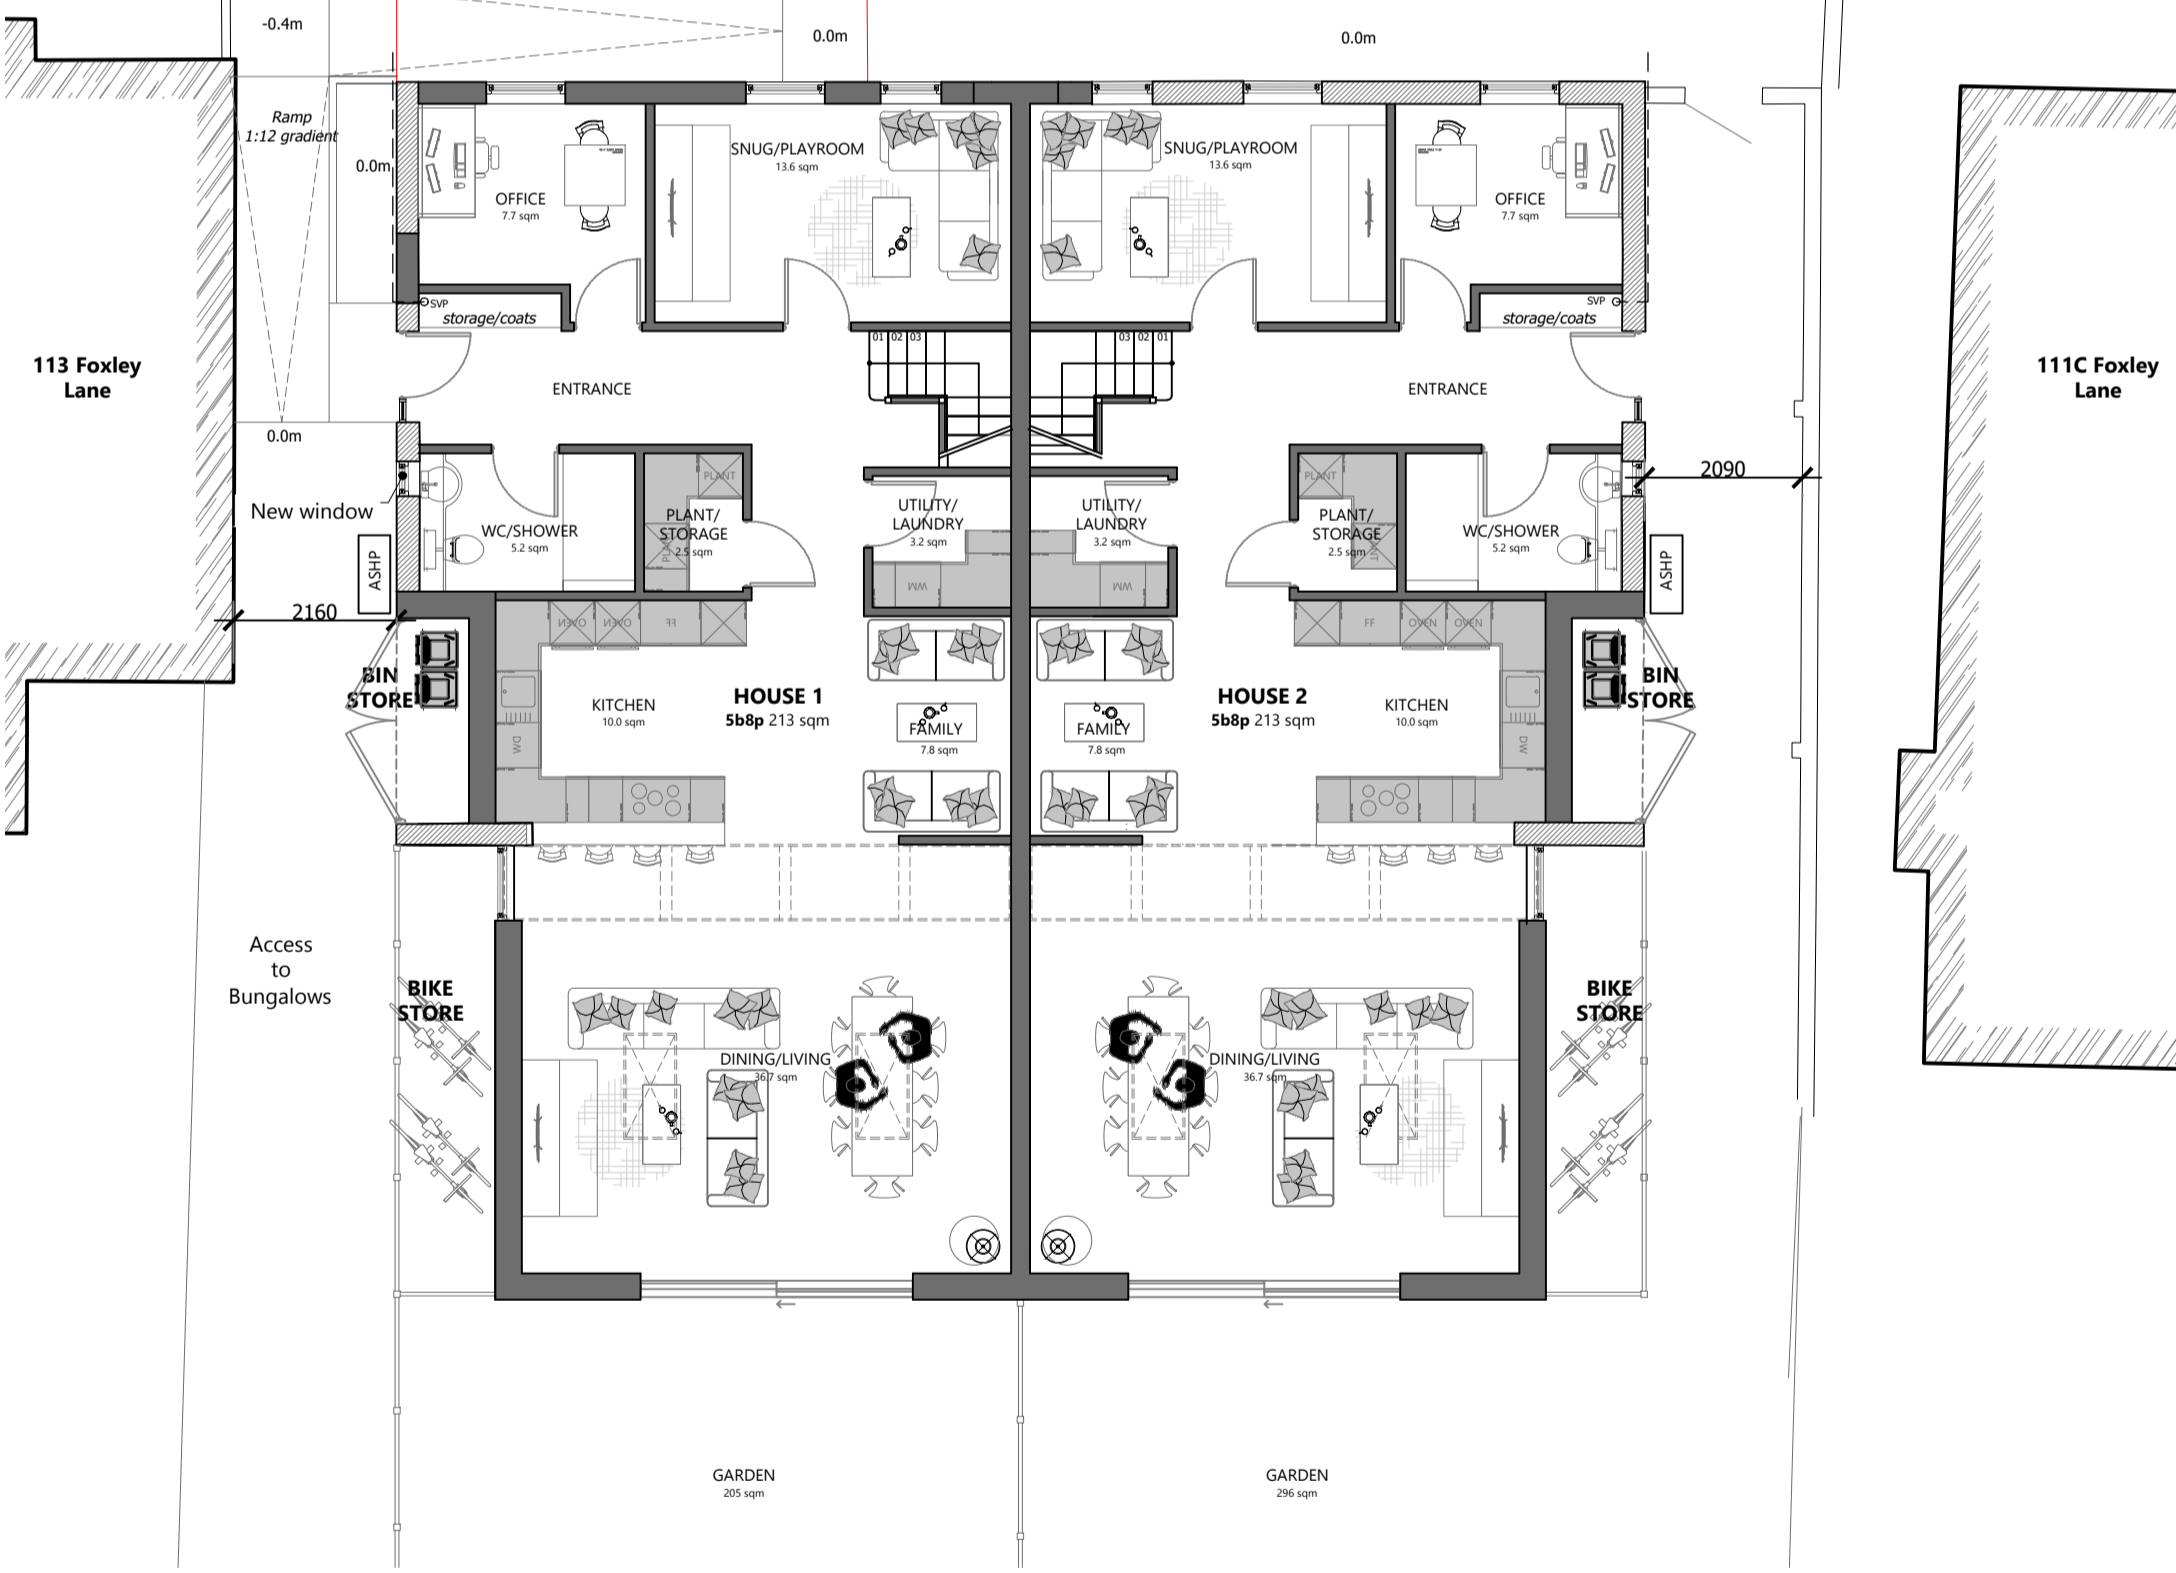 -0.4m
0.0m
0.0m
Ramp
1:12 gradient
0.0m
OFFICE
7.7 sqm
SNUG/PLAYROOM
13.6 sqm
SNUG/PLAYROOM
13.6 sqm
OFFICE
7.7 sqm
SVP
storage/coats
SVP
storage/coats
01 02 03
03 02 01
113 Foxley
Lane
ENTRANCE
ENTRANCE
111C Foxley
Lane
0.0m
New window
WC/SHOWER
5.2 sqm
PLANT
PLANT/
STORAGE
2.5 sqm
PLANT
UTILITY/
LAUNDRY
3.2 sqm
WM
UTILITY/
LAUNDRY
3.2 sqm
WM
PLANT
PLANT/
STORAGE
2.5 sqm
PLANT
WC/SHOWER
5.2 sqm
2090
ASHP
ASHP
2160
OVEN
OVEN
FF
FF
OVEN
OVEN
BIN
STORE
KITCHEN
10.0 sqm
DW
HOUSE 1
5b8p 213 sqm
FAMILY
7.8 sqm
FAMILY
7.8 sqm
HOUSE 2
5b8p 213 sqm
KITCHEN
10.0 sqm
DW
BIN
STORE
Access
to
Bungalows
BIKE
STORE
DINING/LIVING
36.7 sqm
DINING/LIVING
36.7 sqm
BIKE
STORE
GARDEN
205 sqm
GARDEN
296 sqm